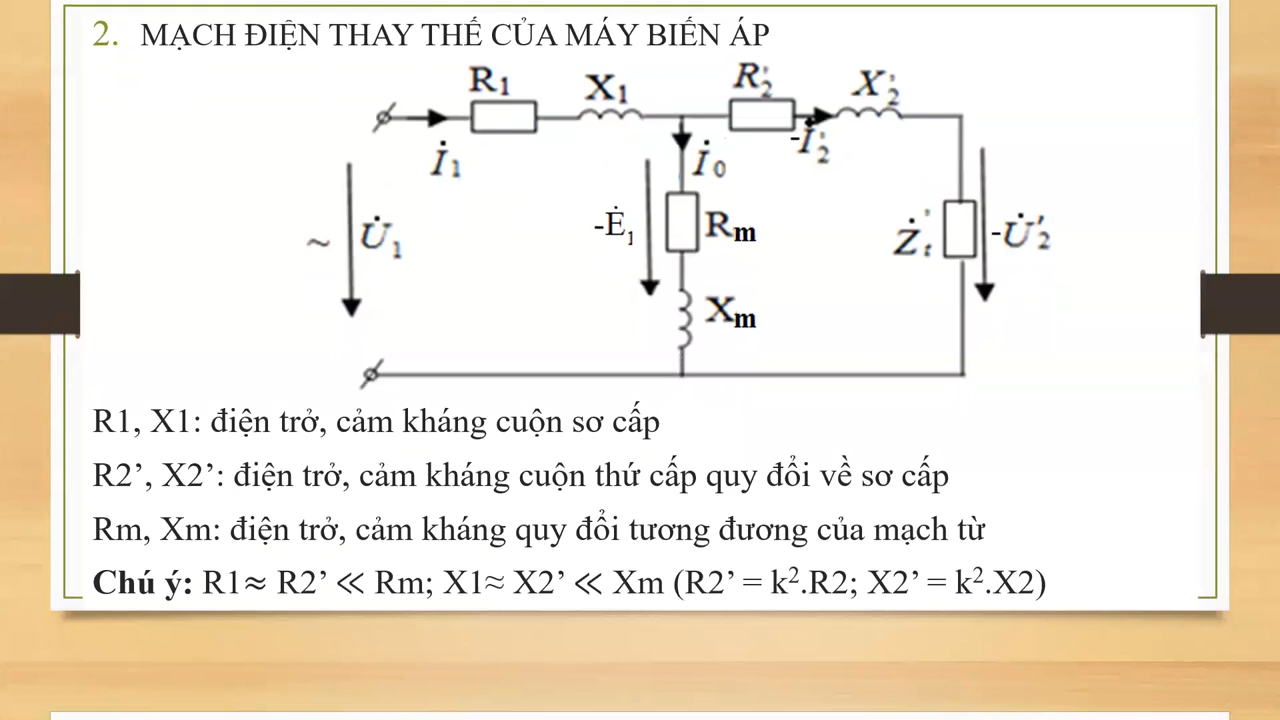 2. MẠCH ĐIỆN THAY THẾ CỦA MÁY BIẾN ÁP
R1 X1 R'2 X'2
İ1 İ0 -İ'2
~ U̇1 -Ė1 Rm Ż't -U̇'2
Xm
R1, X1: điện trở, cảm kháng cuộn sơ cấp
R2’, X2’: điện trở, cảm kháng cuộn thứ cấp quy đổi về sơ cấp
Rm, Xm: điện trở, cảm kháng quy đổi tương đương của mạch từ
Chú ý: R1≈ R2’ ≪ Rm; X1≈ X2’ ≪ Xm (R2’ = k².R2; X2’ = k².X2)